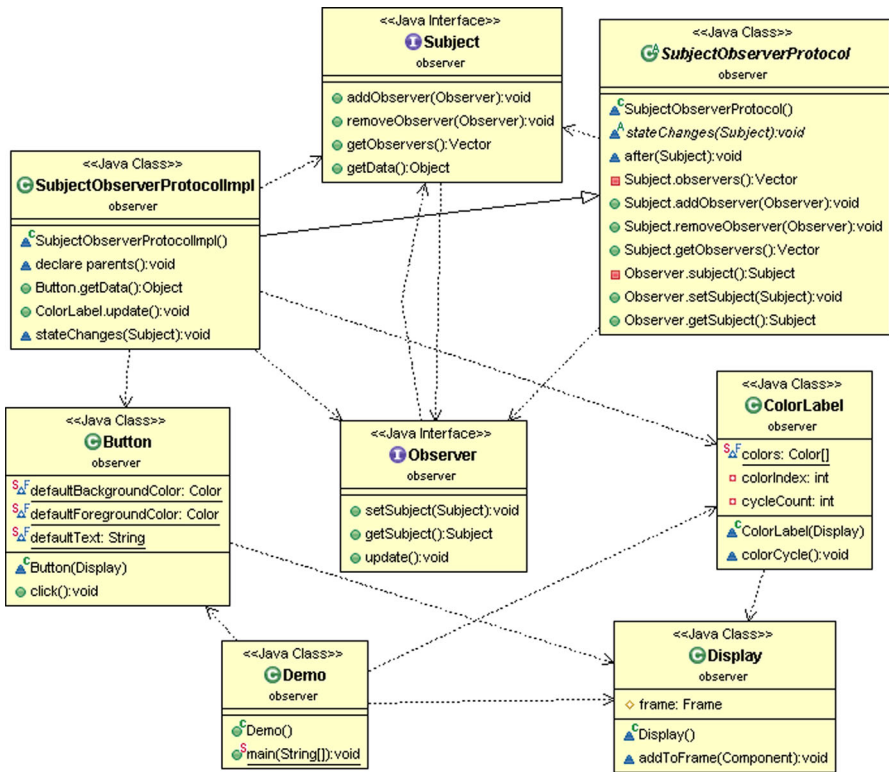 <<Java Interface>>
I Subject
observer
addObserver(Observer):void
removeObserver(Observer):void
getObservers():Vector
getData():Object
<<Java Class>>
C A SubjectObserverProtocol
observer
C SubjectObserverProtocol()
A stateChanges(Subject):void
after(Subject):void
Subject.observers():Vector
Subject.addObserver(Observer):void
Subject.removeObserver(Observer):void
Subject.getObservers():Vector
Observer.subject():Subject
Observer.setSubject(Subject):void
Observer.getSubject():Subject
<<Java Class>>
C SubjectObserverProtocolImpl
observer
C SubjectObserverProtocolImpl()
declare parents():void
Button.getData():Object
ColorLabel.update():void
stateChanges(Subject):void
<<Java Class>>
C Button
observer
S F defaultBackgroundColor: Color
S F defaultForegroundColor: Color
S F defaultText: String
C Button(Display)
click():void
<<Java Interface>>
I Observer
observer
setSubject(Subject):void
getSubject():Subject
update():void
<<Java Class>>
C ColorLabel
observer
S F colors: Color[]
colorIndex: int
cycleCount: int
C ColorLabel(Display)
colorCycle():void
<<Java Class>>
C Demo
observer
C Demo()
S main(String[]):void
<<Java Class>>
C Display
observer
frame: Frame
C Display()
addToFrame(Component):void